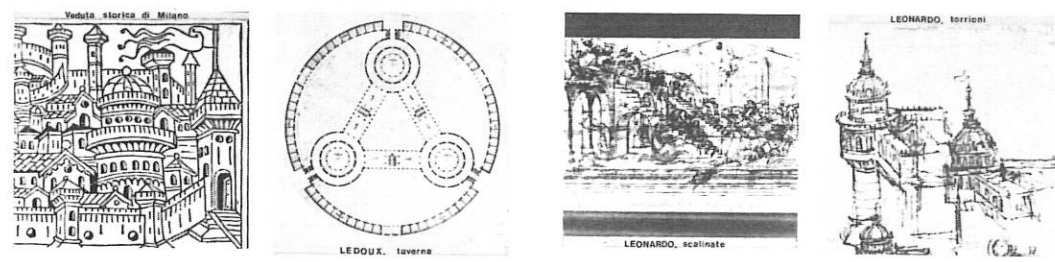 Veduta storica di Milano
LEDOUX. taverna
LEONARDO, scalinate
LEONARDO, torrioni